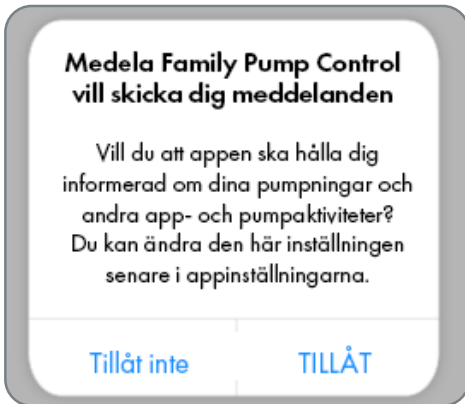 Medela Family Pump Control
vill skicka dig meddelanden
Vill du att appen ska hålla dig
informerad om dina pumpningar och
andra app- och pumpaktiviteter?
Du kan ändra den här inställningen
senare i appinställningarna.
Tillåt inte
TILLÅT